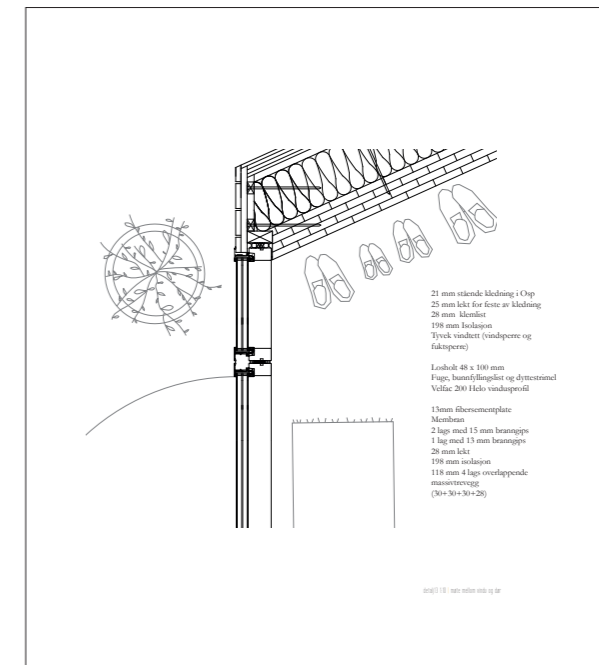 21 mm stående kledning i Osp
25 mm lekt for feste av kledning
28 mm klemlist
198 mm Isolasjon
Tyvek vindtett (vindsperre og
fuktsperre)
Losholt 48 x 100 mm
Fuge, bunnfyllingslist og dyttestrimel
Velfac 200 Helo vindusprofil
13mm fibersementplate
Membran
2 lags med 15 mm branngips
1 lag med 13 mm branngips
28 mm lekt
198 mm isolasjon
118 mm 4 lags overlappende
massivtrevegg
(30+30+30+28)